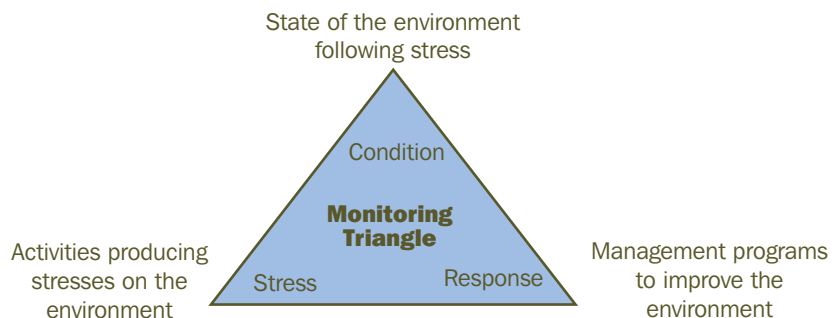 State of the environment
following stress
Condition
Monitoring
Triangle
Activities producing
stresses on the
environment
Stress
Response
Management programs
to improve the
environment